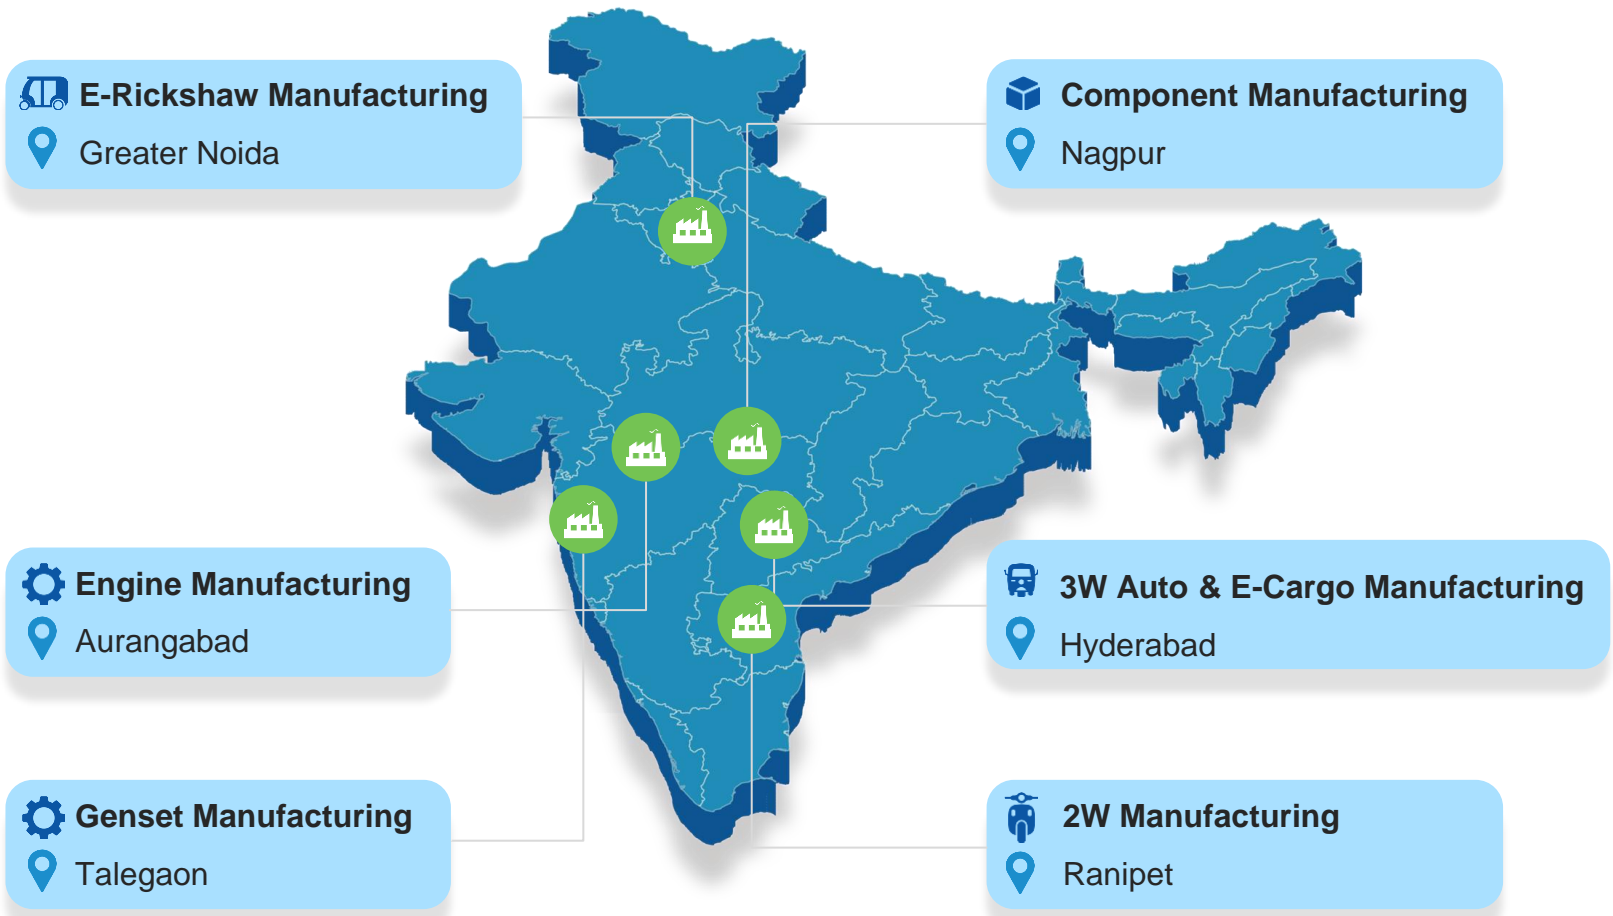 E-Rickshaw Manufacturing
Greater Noida
Component Manufacturing
Nagpur
Engine Manufacturing
Aurangabad
3W Auto & E-Cargo Manufacturing
Hyderabad
Genset Manufacturing
Talegaon
2W Manufacturing
Ranipet